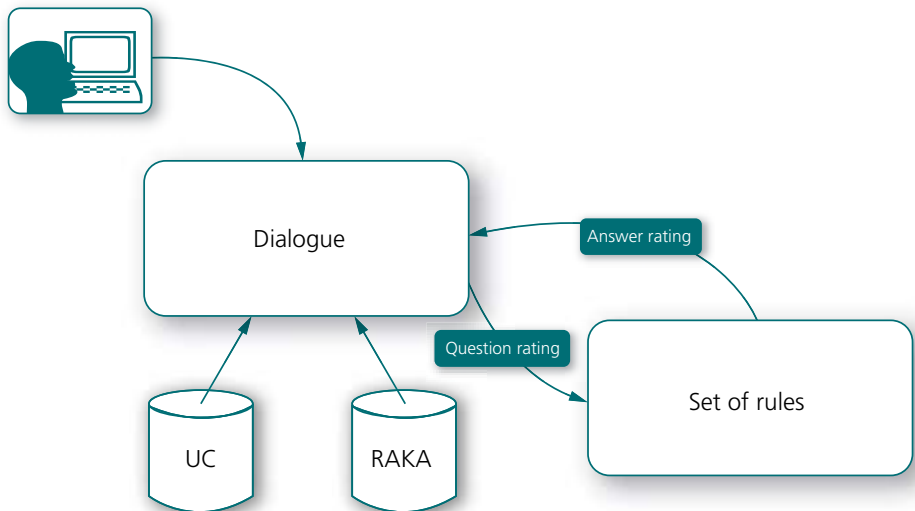 Dialogue
Answer rating
Question rating
Set of rules
UC
RAKA